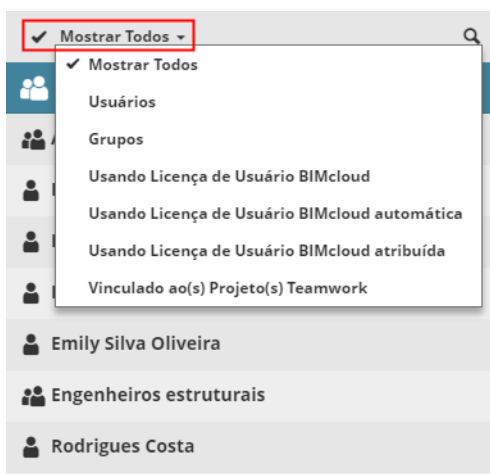 Mostrar Todos
Mostrar Todos
Usuários
Grupos
Usando Licença de Usuário BIMcloud
Usando Licença de Usuário BIMcloud automática
Usando Licença de Usuário BIMcloud atribuída
Vinculado ao(s) Projeto(s) Teamwork
Emily Silva Oliveira
Engenheiros estruturais
Rodrigues Costa